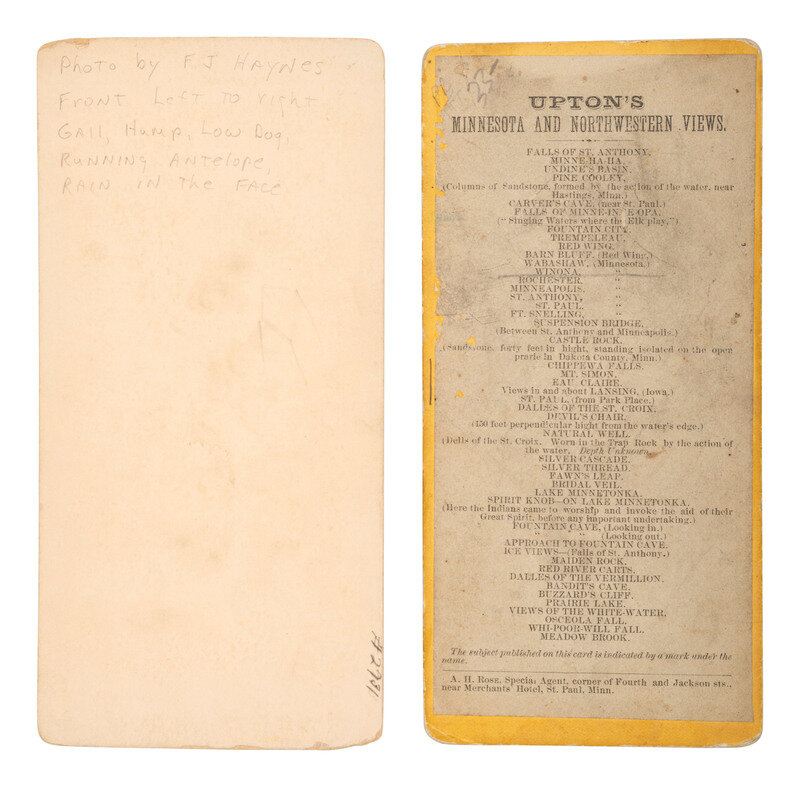 Photo by F J HAYNES
Front Left to right
Gall, Hump, Low Dog,
Running Antelope,
Rain in the Face
UPTON'S
MINNESOTA AND NORTHWESTERN VIEWS.
FALLS OF ST. ANTHONY.
MINNE-HA-HA.
UNDINE'S BASIN.
PINE COOLEY,
(Columns of Sandstone, formed by the action of the water, near
Hastings, Minn.)
CARVER'S CAVE, (near St. Paul.)
FALLS OF MINNE-IN-NE OPA,
("Singing Waters where the Elk play.")
FOUNTAIN CITY.
TREMPELEAU.
RED WING.
BARN BLUFF, (Red Wing.)
WABASHAW, (Minnesota.)
WINONA, "
ROCHESTER, "
MINNEAPOLIS, "
ST. ANTHONY, "
ST. PAUL, "
FT. SNELLING, "
SUSPENSION BRIDGE,
(Between St. Anthony and Minneapolis.)
CASTLE ROCK.
(Sandstone, forty feet in hight, standing isolated on the open
prarie in Dakota County, Minn.)
CHIPPEWA FALLS.
MT. SIMON.
EAU CLAIRE.
Views in and about LANSING, (Iowa.)
ST. PAUL, (from Park Place.)
DALLES OF THE ST. CROIX.
DEVIL'S CHAIR.
(150 feet perpendicular hight from the water's edge.)
NATURAL WELL.
(Dells of the St. Croix. Worn in the Trap Rock by the action of
the water. Depth Unknown.
SILVER CASCADE.
SILVER THREAD.
FAWN'S LEAP.
BRIDAL VEIL.
LAKE MINNETONKA.
SPIRIT KNOB—ON LAKE MINNETONKA.
(Here the Indians came to worship and invoke the aid of their
Great Spirit, before any important undertaking.)
FOUNTAIN CAVE, (Looking in.)
" " (Looking out.)
APPROACH TO FOUNTAIN CAVE.
ICE VIEWS—(Falls of St. Anthony.)
MAIDEN ROCK.
RED RIVER CARTS.
DALLES OF THE VERMILLION.
BANDIT'S CAVE.
BUZZARD'S CLIFF.
PRAIRIE LAKE.
VIEWS OF THE WHITE-WATER.
OSCEOLA FALL.
WHI-POOR-WILL FALL.
MEADOW BROOK.
The subject published on this card is indicated by a mark under the
name.
A. H. ROSE, Special Agent, corner of Fourth and Jackson sts.,
near Merchants' Hotel, St. Paul, Minn.